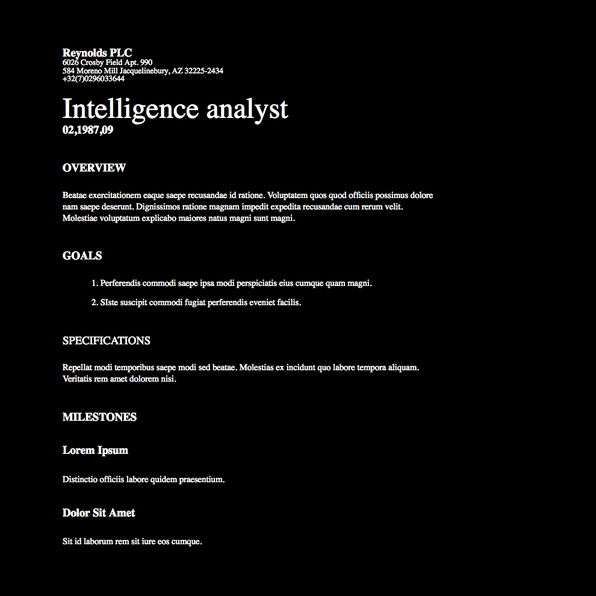 Reynolds PLC
6026 Crosby Field Apt. 990
584 Moreno Mill Jacquelinebury, AZ 32225-2434
+32(7)0296033644
Intelligence analyst
02,1987,09
OVERVIEW
Beatae exercitationem eaque saepe recusandae id ratione. Voluptatem quos quod officiis possimus dolore
nam saepe deserunt. Dignissimos ratione magnam impedit expedita recusandae cum rerum velit.
Molestiae voluptatum explicabo maiores natus magni sunt magni.
GOALS
1. Perferendis commodi saepe ipsa modi perspiciatis eius cumque quam magni.
2. SIste suscipit commodi fugiat perferendis eveniet facilis.
SPECIFICATIONS
Repellat modi temporibus saepe modi sed beatae. Molestias ex incidunt quo labore tempora aliquam.
Veritatis rem amet dolorem nisi.
MILESTONES
Lorem Ipsum
Distinctio officiis labore quidem praesentium.
Dolor Sit Amet
Sit id laborum rem sit iure eos cumque.